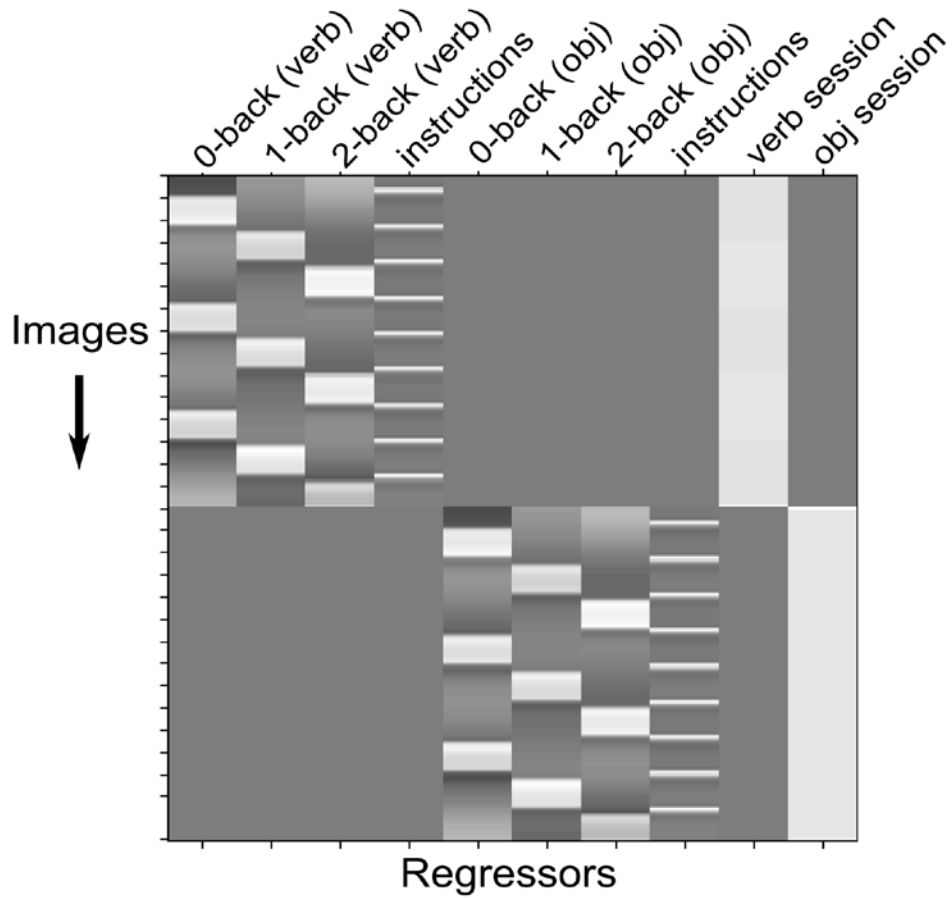 0-back (verb)
1-back (verb)
2-back (verb)
instructions
0-back (obj)
1-back (obj)
2-back (obj)
instructions
verb session
obj session
Images
Regressors